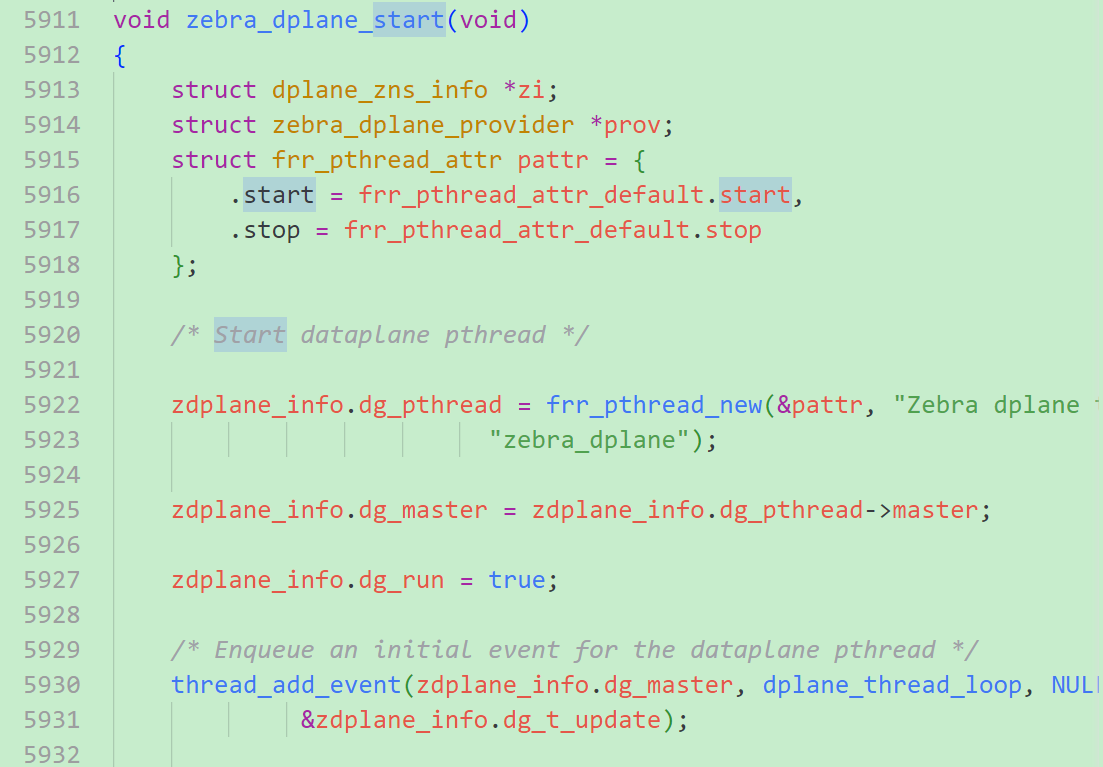 5911 void zebra_dplane_start(void)
5912 {
5913 struct dplane_zns_info *zi;
5914 struct zebra_dplane_provider *prov;
5915 struct frr_pthread_attr pattr = {
5916 .start = frr_pthread_attr_default.start,
5917 .stop = frr_pthread_attr_default.stop
5918 };
5919
5920 /* Start dataplane pthread */
5921
5922 zdplane_info.dg_pthread = frr_pthread_new(&pattr, "Zebra dplane
5923 "zebra_dplane");
5924
5925 zdplane_info.dg_master = zdplane_info.dg_pthread->master;
5926
5927 zdplane_info.dg_run = true;
5928
5929 /* Enqueue an initial event for the dataplane pthread */
5930 thread_add_event(zdplane_info.dg_master, dplane_thread_loop,
5931 &zdplane_info.dg_t_update);
5932